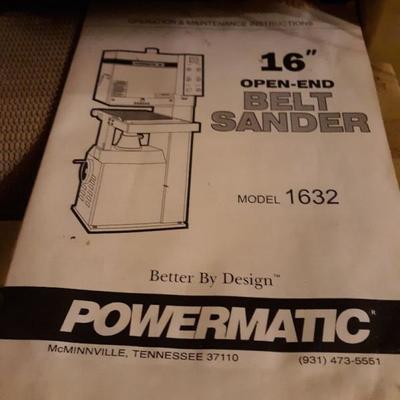 OPERATION & MAINTENANCE INSTRUCTIONS
16"
OPEN-END
BELT
SANDER
MODEL 1632
Better By Design™
POWERMATIC®
McMINNVILLE, TENNESSEE 37110 (931) 473-5551